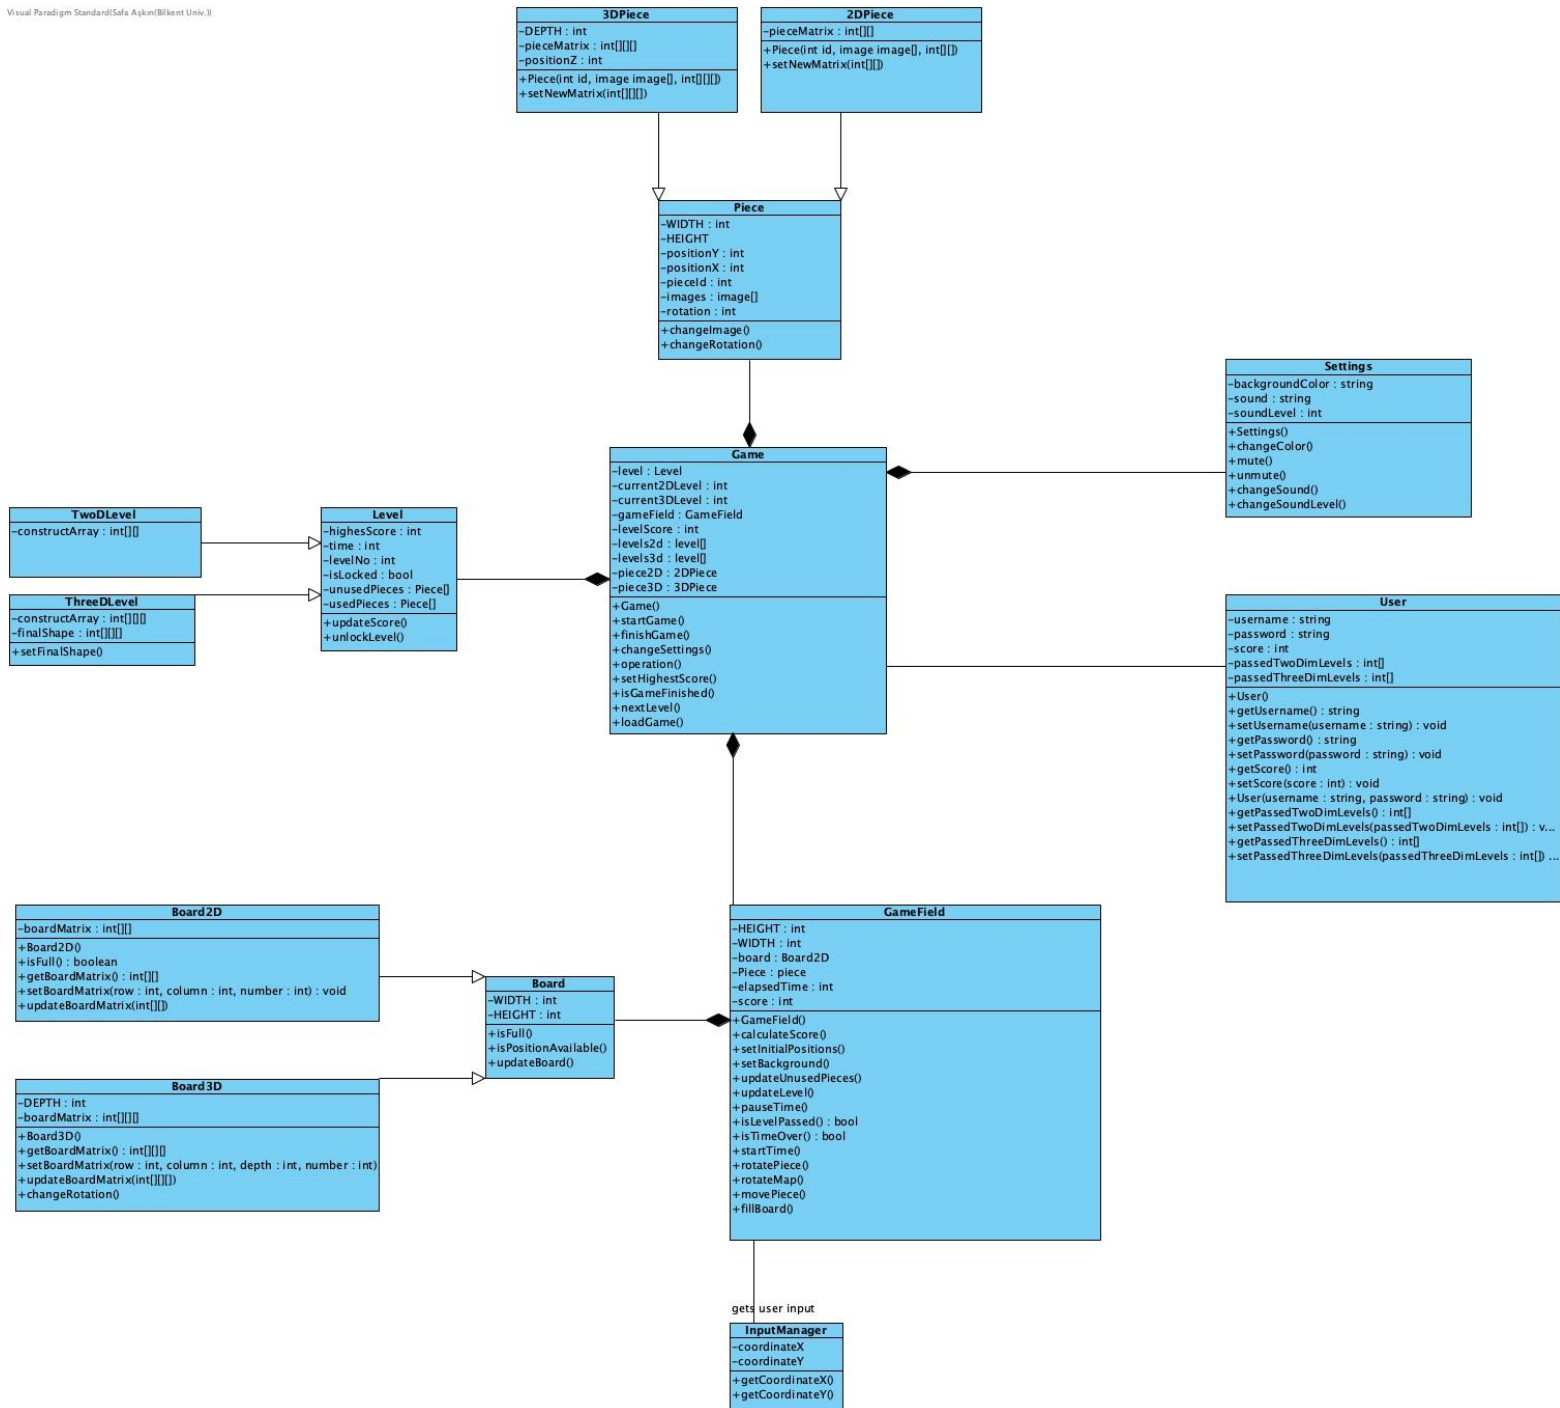 Visual Paradigm Standard(Safa Aşkın(Bilkent Univ.))
3DPiece
-DEPTH : int
-pieceMatrix : int[][][]
-positionZ : int
+Piece(int id, image image[], int[][][])
+setNewMatrix(int[][][])
2DPiece
-pieceMatrix : int[][]
+Piece(int id, image image[], int[][])
+setNewMatrix(int[][])
Piece
-WIDTH : int
-HEIGHT
-positionY : int
-positionX : int
-pieceId : int
-images : image[]
-rotation : int
+changeImage()
+changeRotation()
Settings
-backgroundColor : string
-sound : string
-soundLevel : int
+Settings()
+changeColor()
+mute()
+unmute()
+changeSound()
+changeSoundLevel()
Game
-level : Level
-current2DLevel : int
-current3DLevel : int
-gameField : GameField
-levelScore : int
-levels2d : level[]
-levels3d : level[]
-piece2D : 2DPiece
-piece3D : 3DPiece
+Game()
+startGame()
+finishGame()
+changeSettings()
+operation()
+setHighestScore()
+isGameFinished()
+nextLevel()
+loadGame()
TwoDLevel
-constructArray : int[][]
ThreeDLevel
-constructArray : int[][][]
-finalShape : int[][][]
+setFinalShape()
Level
-highesScore : int
-time : int
-levelNo : int
-isLocked : bool
-unusedPieces : Piece[]
-usedPieces : Piece[]
+updateScore()
+unlockLevel()
User
-username : string
-password : string
-score : int
-passedTwoDimLevels : int[]
-passedThreeDimLevels : int[]
+User()
+getUsername() : string
+setUsername(username : string) : void
+getPassword() : string
+setPassword(password : string) : void
+getScore() : int
+setScore(score : int) : void
+User(username : string, password : string) : void
+getPassedTwoDimLevels() : int[]
+setPassedTwoDimLevels(passedTwoDimLevels : int[]) : v...
+getPassedThreeDimLevels() : int[]
+setPassedThreeDimLevels(passedThreeDimLevels : int[]) ...
Board2D
-boardMatrix : int[][]
+Board2D()
+isFull() : boolean
+getBoardMatrix() : int[][]
+setBoardMatrix(row : int, column : int, number : int) : void
+updateBoardMatrix(int[][])
Board3D
-DEPTH : int
-boardMatrix : int[][][]
+Board3D()
+getBoardMatrix() : int[][][]
+setBoardMatrix(row : int, column : int, depth : int, number : int)
+updateBoardMatrix(int[][][])
+changeRotation()
Board
-WIDTH : int
-HEIGHT : int
+isFull()
+isPositionAvailable()
+updateBoard()
GameField
-HEIGHT : int
-WIDTH : int
-board : Board2D
-Piece : piece
-elapsedTime : int
-score : int
+GameField()
+calculateScore()
+setInitialPositions()
+setBackground()
+updateUnusedPieces()
+updateLevel()
+pauseTime()
+isLevelPassed() : bool
+isTimeOver() : bool
+startTime()
+rotatePiece()
+rotateMap()
+movePiece()
+fillBoard()
gets user input
InputManager
-coordinateX
-coordinateY
+getCoordinateX()
+getCoordinateY()